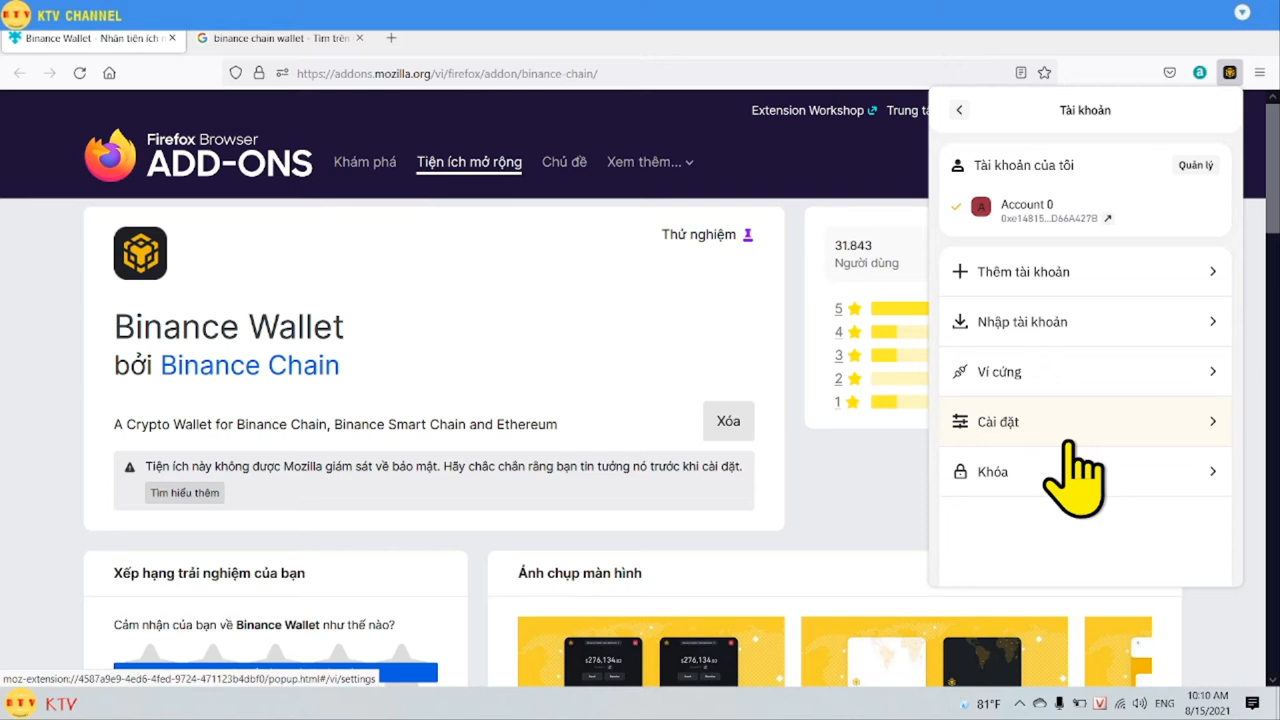 KTV CHANNEL
Binance Wallet - Nhận tiện ích n
binance chain wallet - Tìm trên
https://addons.mozilla.org/vi/firefox/addon/binance-chain/
Extension Workshop
Trung tâ
Firefox Browser
ADD-ONS
Khám phá
Tiện ích mở rộng
Chủ đề
Xem thêm...
Thử nghiệm
Binance Wallet
bởi Binance Chain
A Crypto Wallet for Binance Chain, Binance Smart Chain and Ethereum
Xóa
Tiện ích này không được Mozilla giám sát về bảo mật. Hãy chắc chắn rằng bạn tin tưởng nó trước khi cài đặt.
Tìm hiểu thêm
31.843
Người dùng
5
4
3
2
1
Tài khoản
Tài khoản của tôi
Quản lý
A
Account 0
0xe14815...D66A427B
Thêm tài khoản
Nhập tài khoản
Ví cứng
Cài đặt
Khóa
Xếp hạng trải nghiệm của bạn
Cảm nhận của bạn về Binance Wallet như thế nào?
Ảnh chụp màn hình
$276,134
$276,134
moz-extension://4587a9e9-4ed6-4fed-9724-471123b4dbf0/popup.html#/vi/settings
KTV
KTV
81°F
ENG
10:10 AM
8/15/2021